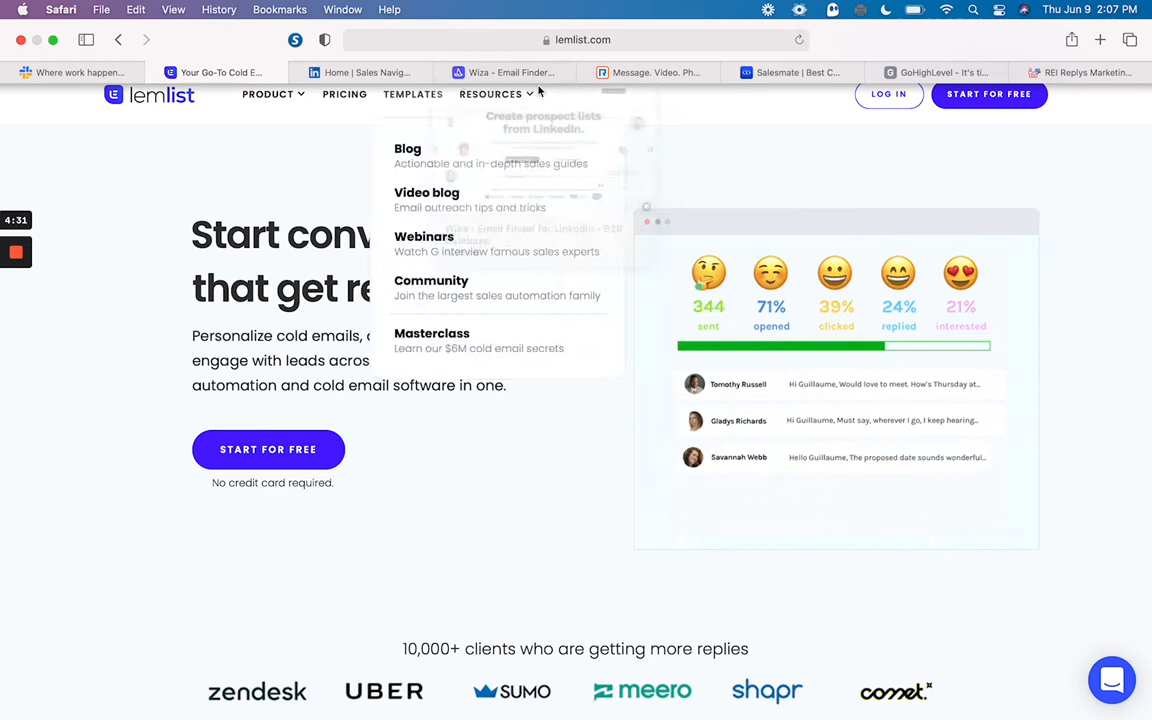 Safari File Edit View History Bookmarks Window Help Thu Jun 9 2:07 PM
lemlist.com
Where work happen... Your Go-To Cold E... Home | Sales Navig... Wiza - Email Finder... Message. Video. Ph... Salesmate | Best C... GoHighLevel - It's ti... REI Replys Marketin...
lemlist PRODUCT PRICING TEMPLATES RESOURCES LOG IN START FOR FREE
Create prospect lists
from LinkedIn.
Blog
Actionable and in-depth sales guides
Video blog
Email outreach tips and tricks
Wiza - Email Finder for LinkedIn - B2B
Database
Webinars
Watch G interview famous sales experts
Community
Join the largest sales automation family
Masterclass
Learn our $6M cold email secrets
4:31
Start conv
that get re
Personalize cold emails,
engage with leads across
automation and cold email software in one.
START FOR FREE
No credit card required.
344 71% 39% 24% 21%
sent opened clicked replied interested
Tomothy Russell Hi Guillaume, Would love to meet. How's Thursday at...
Gladys Richards Hi Guillaume, Must say, wherever I go, I keep hearing...
Savannah Webb Hello Guillaume, The proposed date sounds wonderful...
10,000+ clients who are getting more replies
zendesk UBER SUMO meero shapr comet